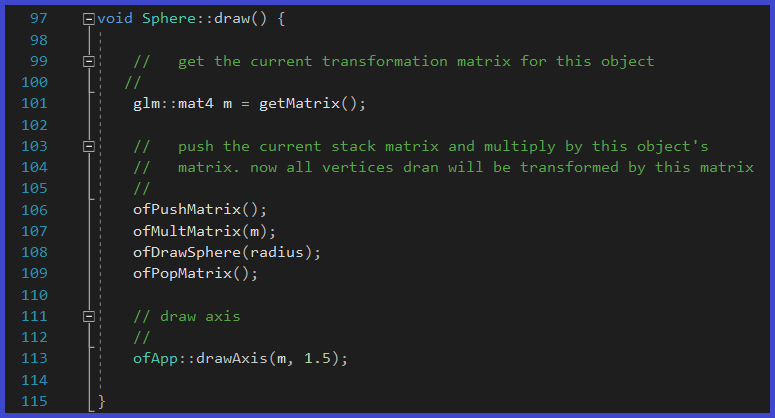 97 void Sphere::draw() {
98
99 // get the current transformation matrix for this object
100 //
101 glm::mat4 m = getMatrix();
102
103 // push the current stack matrix and multiply by this object's
104 // matrix. now all vertices dran will be transformed by this matrix
105 //
106 ofPushMatrix();
107 ofMultMatrix(m);
108 ofDrawSphere(radius);
109 ofPopMatrix();
110
111 // draw axis
112 //
113 ofApp::drawAxis(m, 1.5);
114
115 }